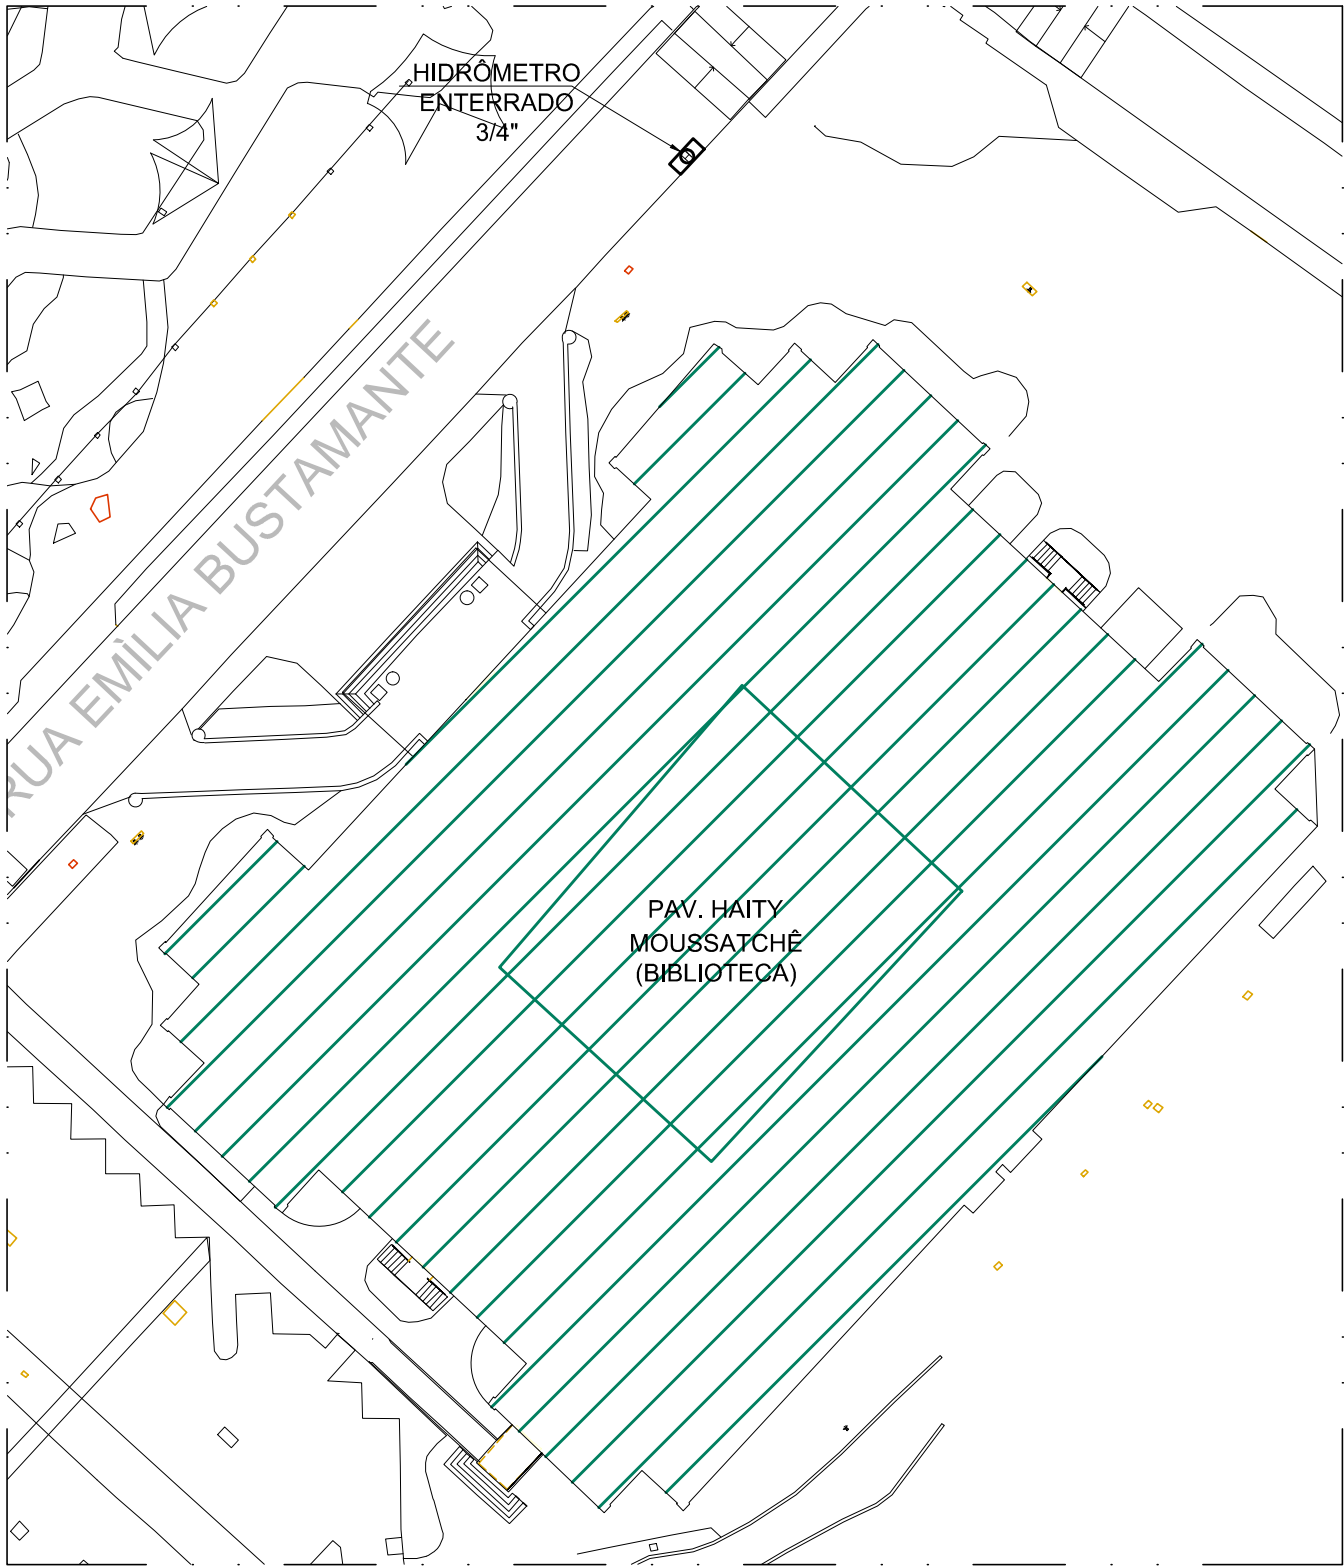 HIDRÔMETRO
ENTERRADO
3/4"
RUA EMÌLIA BUSTAMANTE
PAV. HAITY
MOUSSATCHÊ
(BIBLIOTECA)